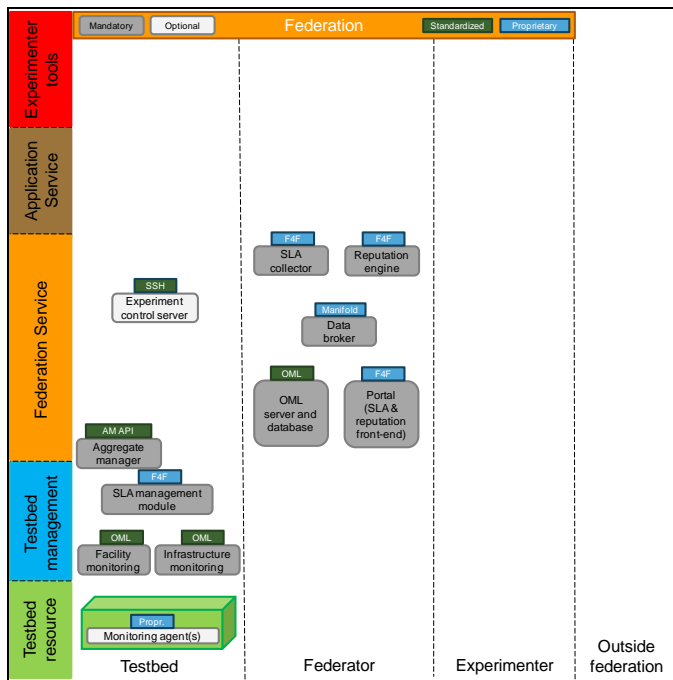 Mandatory
Optional
Federation
Standardized
Proprietary
Experimenter
tools
Application
Service
Federation Service
Testbed
management
Testbed
resource
F4F
SLA
collector
F4F
Reputation
engine
SSH
Experiment
control server
Manifold
Data
broker
OML
OML
server and
database
F4F
Portal
(SLA &
reputation
front-end)
AM API
Aggregate
manager
F4F
SLA management
module
OML
Facility
monitoring
OML
Infrastructure
monitoring
Propr.
Monitoring agent(s)
Testbed
Federator
Experimenter
Outside
federation